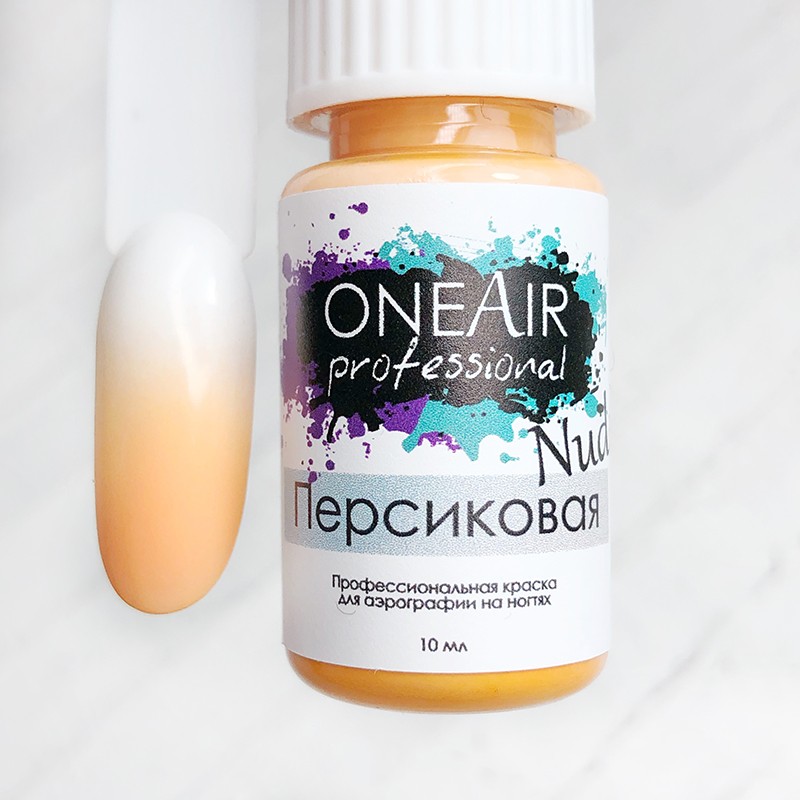 ONEAIR
professional
Nud
Персиковая
Профессиональная краска
для аэрографии на ногтях
10 мл